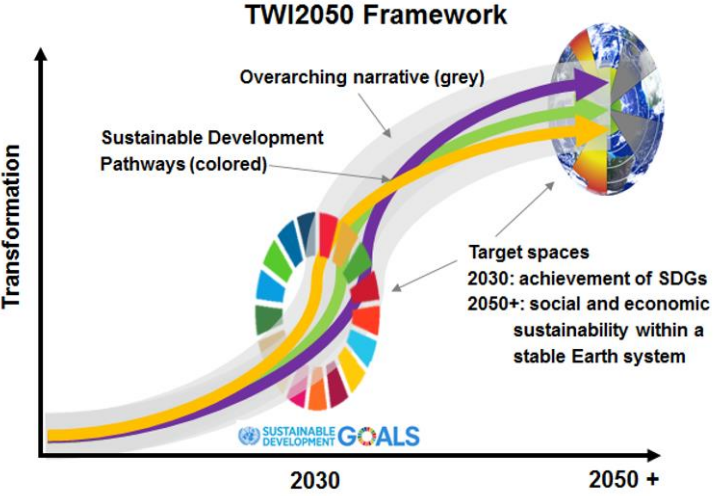 TWI2050 Framework
Overarching narrative (grey)
Sustainable Development
Pathways (colored)
Transformation
Target spaces
2030: achievement of SDGs
2050+: social and economic
sustainability within a
stable Earth system
SUSTAINABLE
DEVELOPMENT
GOALS
2030
2050 +